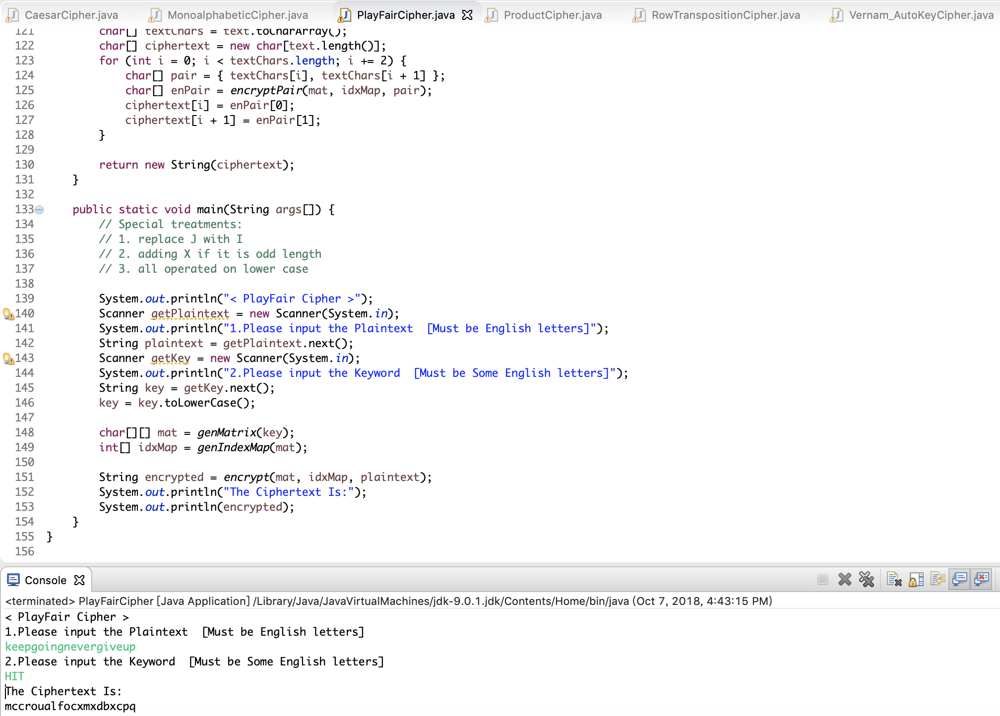 CaesarCipher.java MonoalphabeticCipher.java PlayFairCipher.java ProductCipher.java RowTranspositionCipher.java Vernam_AutoKeyCipher.java
121 char[] textChars = text.toCharArray();
122 char[] ciphertext = new char[text.length()];
123 for (int i = 0; i < textChars.length; i += 2) {
124 char[] pair = { textChars[i], textChars[i + 1] };
125 char[] enPair = encryptPair(mat, idxMap, pair);
126 ciphertext[i] = enPair[0];
127 ciphertext[i + 1] = enPair[1];
128 }
129
130 return new String(ciphertext);
131 }
132
133 public static void main(String args[]) {
134 // Special treatments:
135 // 1. replace J with I
136 // 2. adding X if it is odd length
137 // 3. all operated on lower case
138
139 System.out.println("< PlayFair Cipher >");
140 Scanner getPlaintext = new Scanner(System.in);
141 System.out.println("1.Please input the Plaintext  [Must be English letters]");
142 String plaintext = getPlaintext.next();
143 Scanner getKey = new Scanner(System.in);
144 System.out.println("2.Please input the Keyword  [Must be Some English letters]");
145 String key = getKey.next();
146 key = key.toLowerCase();
147
148 char[][] mat = genMatrix(key);
149 int[] idxMap = genIndexMap(mat);
150
151 String encrypted = encrypt(mat, idxMap, plaintext);
152 System.out.println("The Ciphertext Is:");
153 System.out.println(encrypted);
154 }
155 }
156
Console
<terminated> PlayFairCipher [Java Application] /Library/Java/JavaVirtualMachines/jdk-9.0.1.jdk/Contents/Home/bin/java (Oct 7, 2018, 4:43:15 PM)
< PlayFair Cipher >
1.Please input the Plaintext  [Must be English letters]
keepgoingnevergiveup
2.Please input the Keyword  [Must be Some English letters]
HIT
The Ciphertext Is:
mccroualfocxmxdbxcpq